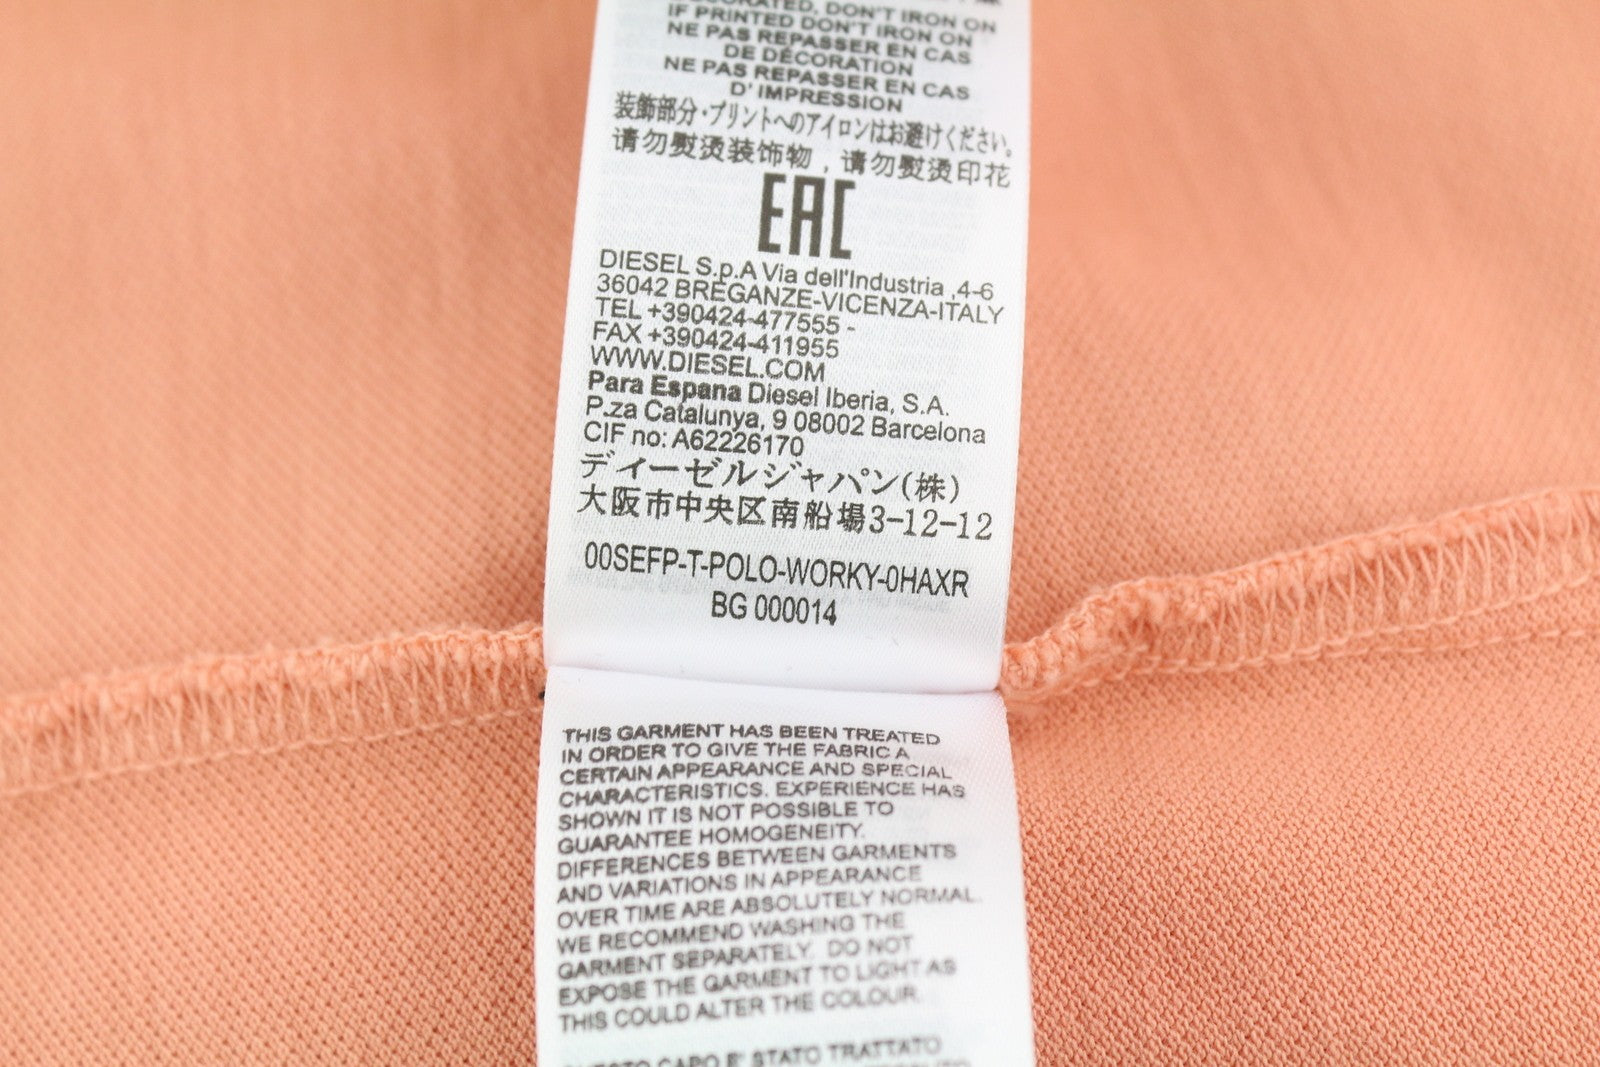 DECORATED, DON'T IRON ON
IF PRINTED DON'T IRON ON
NE PAS REPASSER EN CAS
DE DÉCORATION
NE PAS REPASSER EN CAS
D' IMPRESSION
装飾部分・プリントへのアイロンはお避けください。
请勿熨烫装饰物，请勿熨烫印花
EAC
DIESEL S.p.A Via dell'Industria ,4-6
36042 BREGANZE-VICENZA-ITALY
TEL +390424-477555 -
FAX +390424-411955
WWW.DIESEL.COM
Para Espana Diesel Iberia, S.A.
P.za Catalunya, 9 08002 Barcelona
CIF no: A62226170
ディーゼルジャパン(株)
大阪市中央区南船場3-12-12
00SEFP-T-POLO-WORKY-0HAXR
BG 000014
THIS GARMENT HAS BEEN TREATED
IN ORDER TO GIVE THE FABRIC A
CERTAIN APPEARANCE AND SPECIAL
CHARACTERISTICS. EXPERIENCE HAS
SHOWN IT IS NOT POSSIBLE TO
GUARANTEE HOMOGENEITY.
DIFFERENCES BETWEEN GARMENTS
AND VARIATIONS IN APPEARANCE
OVER TIME ARE ABSOLUTELY NORMAL.
WE RECOMMEND WASHING THE
GARMENT SEPARATELY. DO NOT
EXPOSE THE GARMENT TO LIGHT AS
THIS COULD ALTER THE COLOUR.
QUESTO CAPO E' STATO TRATTATO